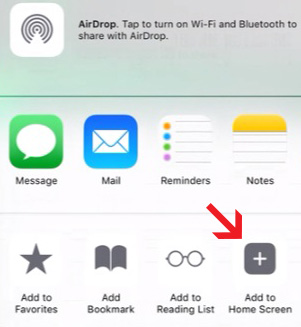 AirDrop. Tap to turn on Wi-Fi and Bluetooth to
share with AirDrop.
Message Mail Reminders Notes
Add to Add Add to Add to
Favorites Bookmark Reading List Home Screen